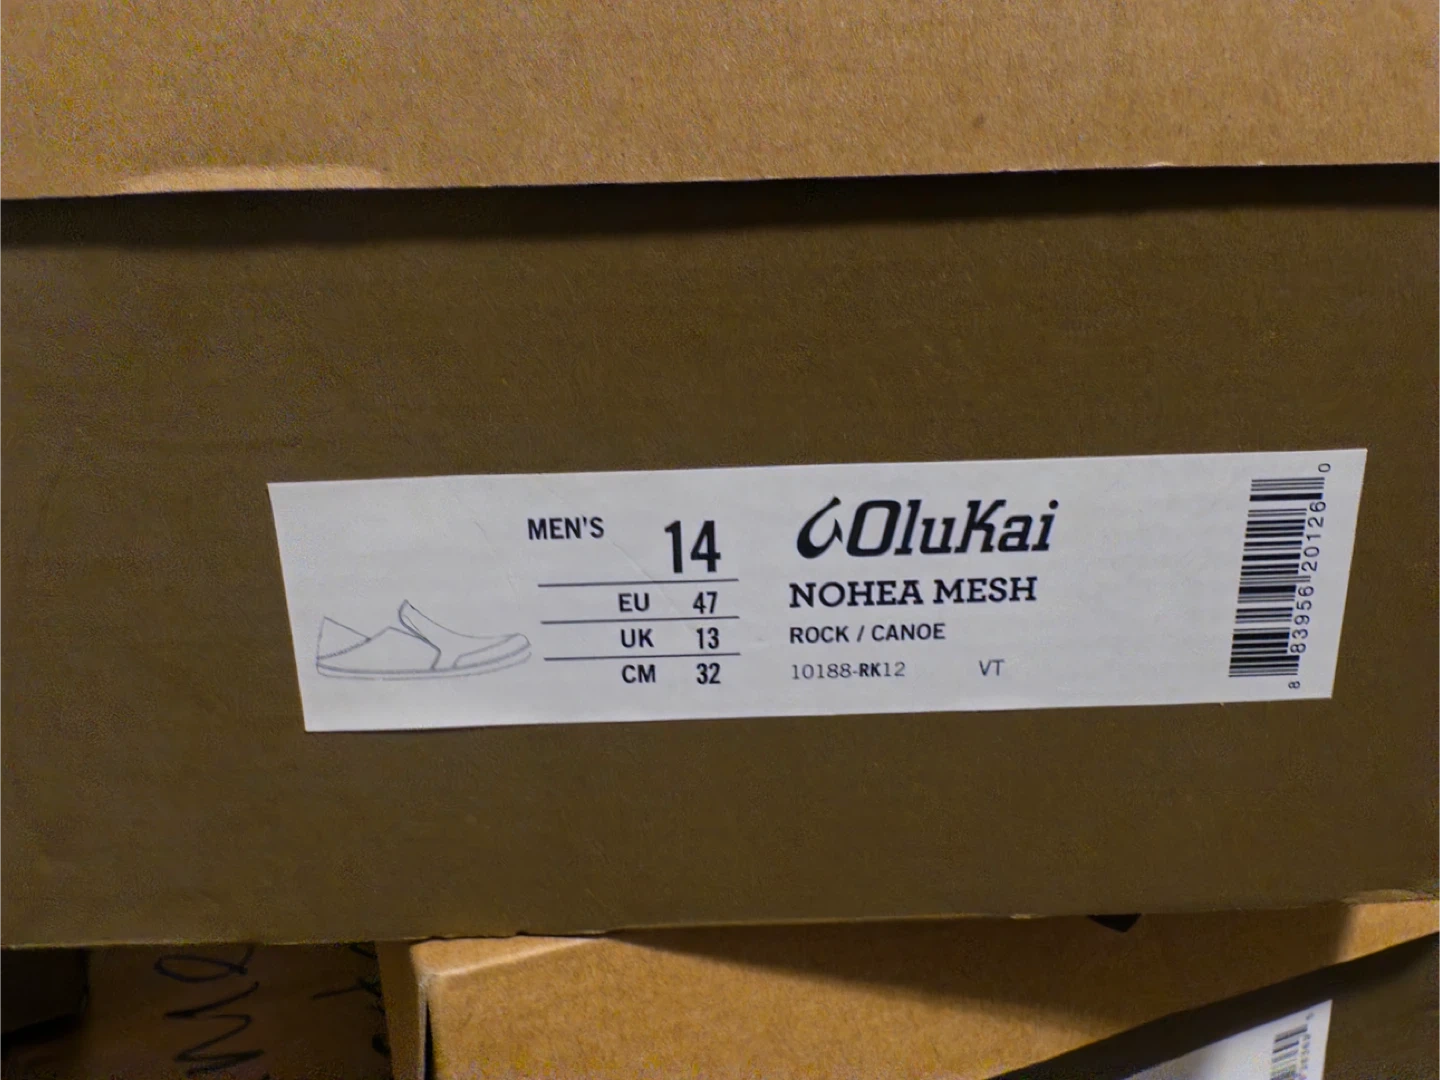 MEN'S 14
EU 47
UK 13
CM 32
OluKai
NOHEA MESH
ROCK / CANOE
10188-RK12 VT
8 83956 20126 0